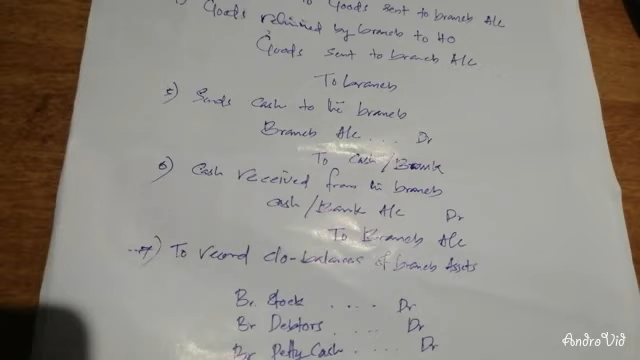 To Goods sent to branch A/c
) Goods returned by branch to HO
Goods sent to branch A/c
To branch
5) Sends cash to the branch
Branch A/c ... Dr
To Cash/Bank
6) Cash received from the branch
Cash/Bank A/c Dr
To Branch A/c
7) To record clo-balances of branch Assets
Br. Stock .... Dr
Br Debtors .... Dr
Br Petty Cash ... Dr
AndroVid